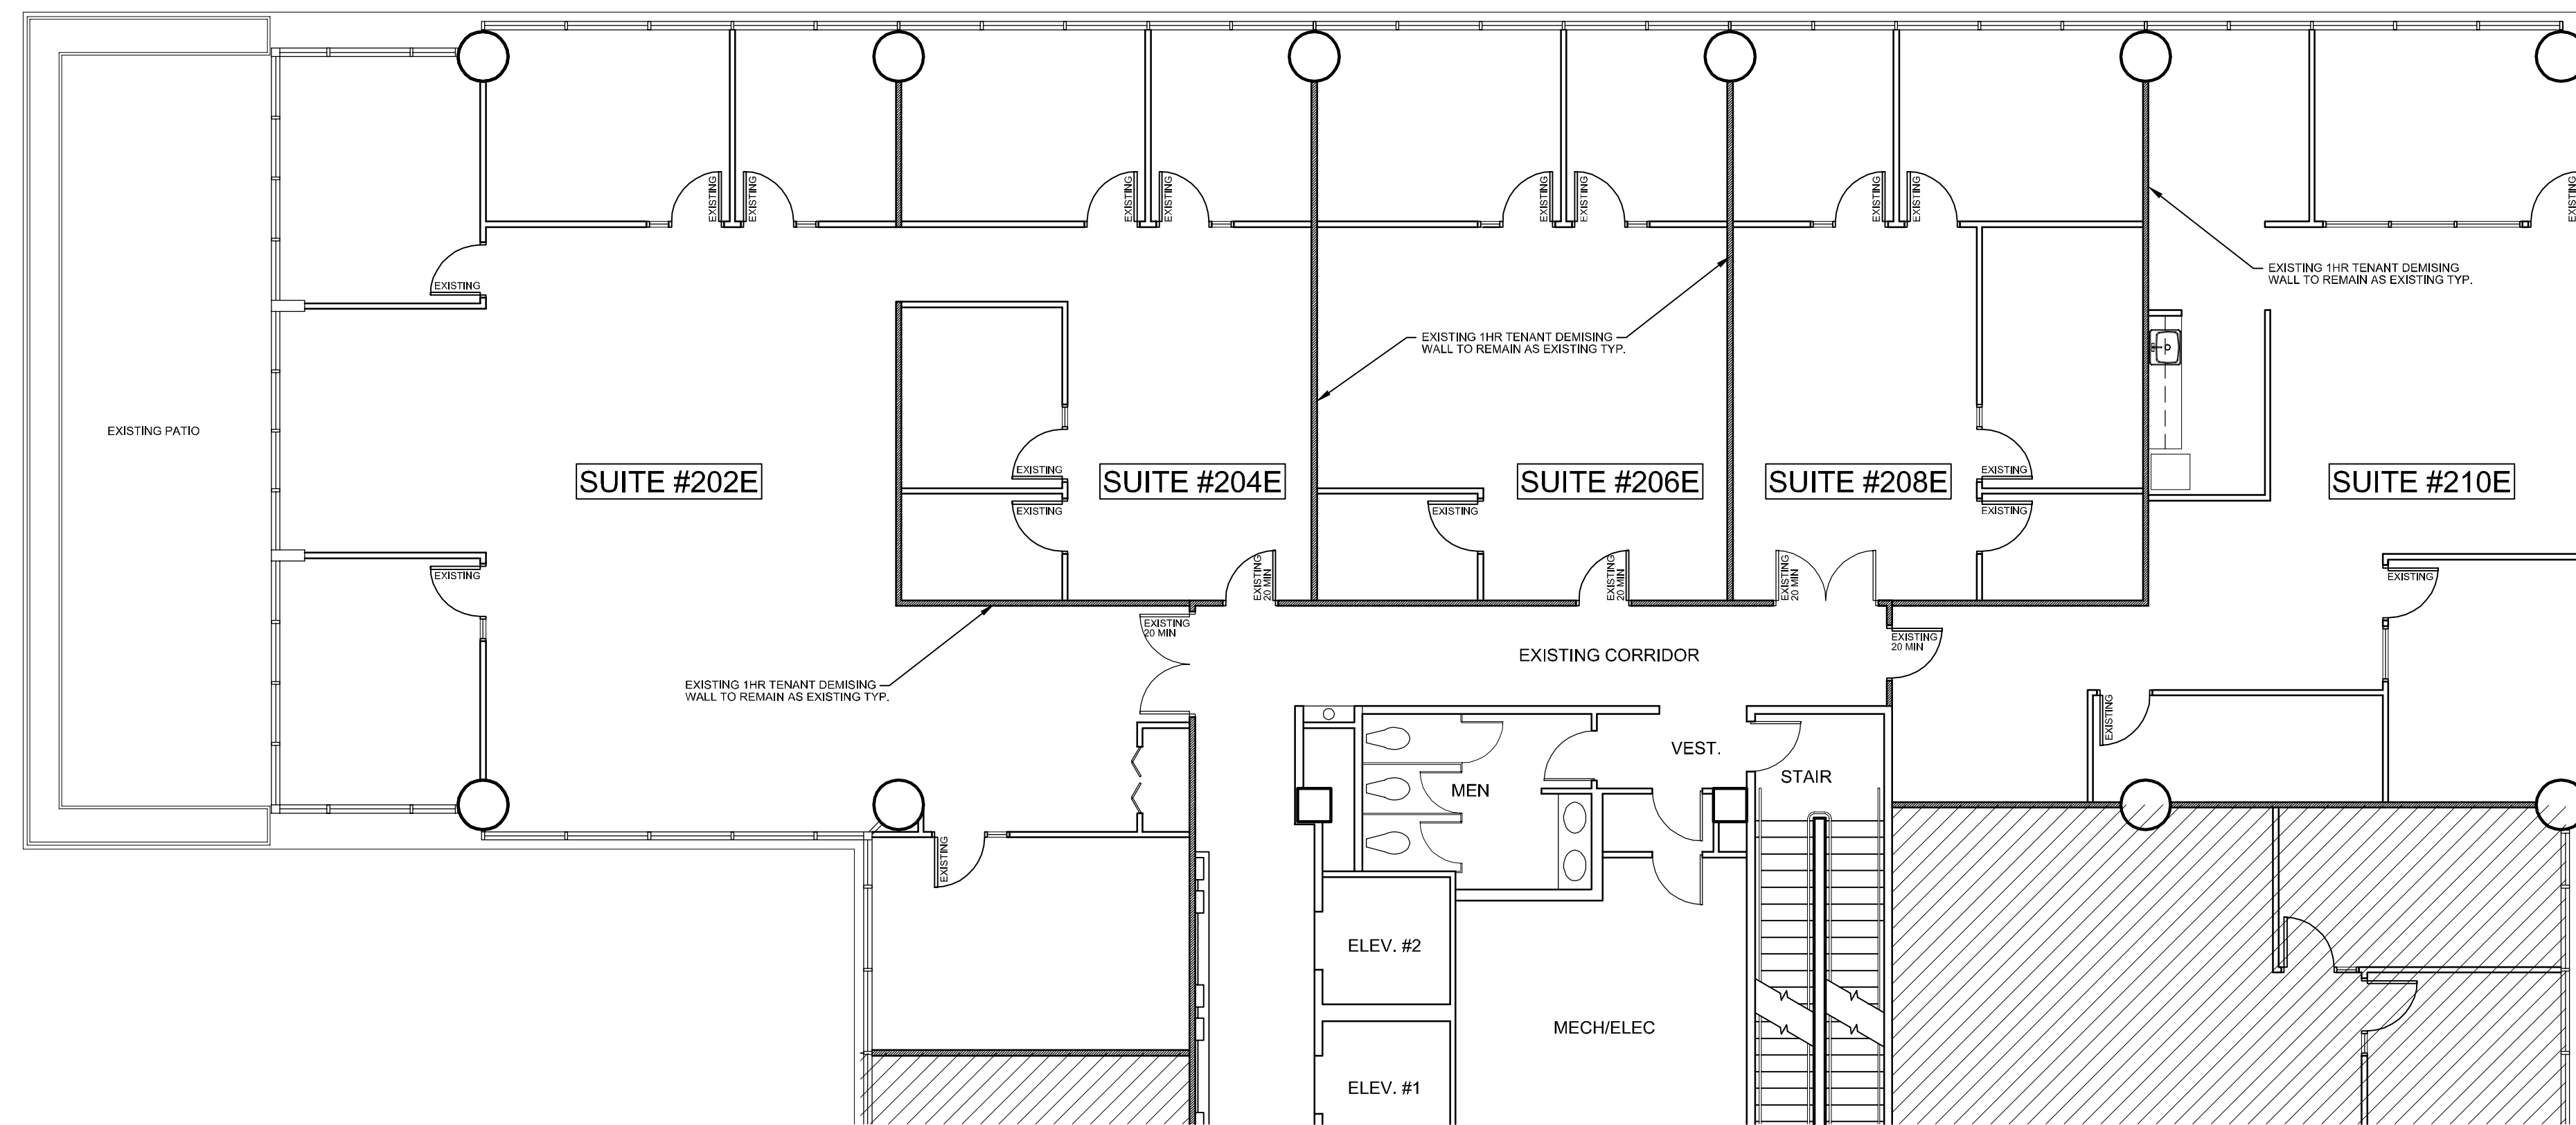 EXISTING
EXISTING
EXISTING
EXISTING
EXISTING
EXISTING
EXISTING
EXISTING
EXISTING
EXISTING
EXISTING 1HR TENANT DEMISING
WALL TO REMAIN AS EXISTING TYP.
EXISTING 1HR TENANT DEMISING
WALL TO REMAIN AS EXISTING TYP.
EXISTING PATIO
EXISTING
EXISTING
SUITE #202E
SUITE #204E
SUITE #206E
SUITE #208E
SUITE #210E
EXISTING
EXISTING
EXISTING
EXISTING
EXISTING
EXISTING
20 MIN
EXISTING
20 MIN
EXISTING
20 MIN
EXISTING
20 MIN
EXISTING
20 MIN
EXISTING CORRIDOR
EXISTING 1HR TENANT DEMISING
WALL TO REMAIN AS EXISTING TYP.
EXISTING
VEST.
STAIR
MEN
EXISTING
ELEV. #2
MECH/ELEC
ELEV. #1